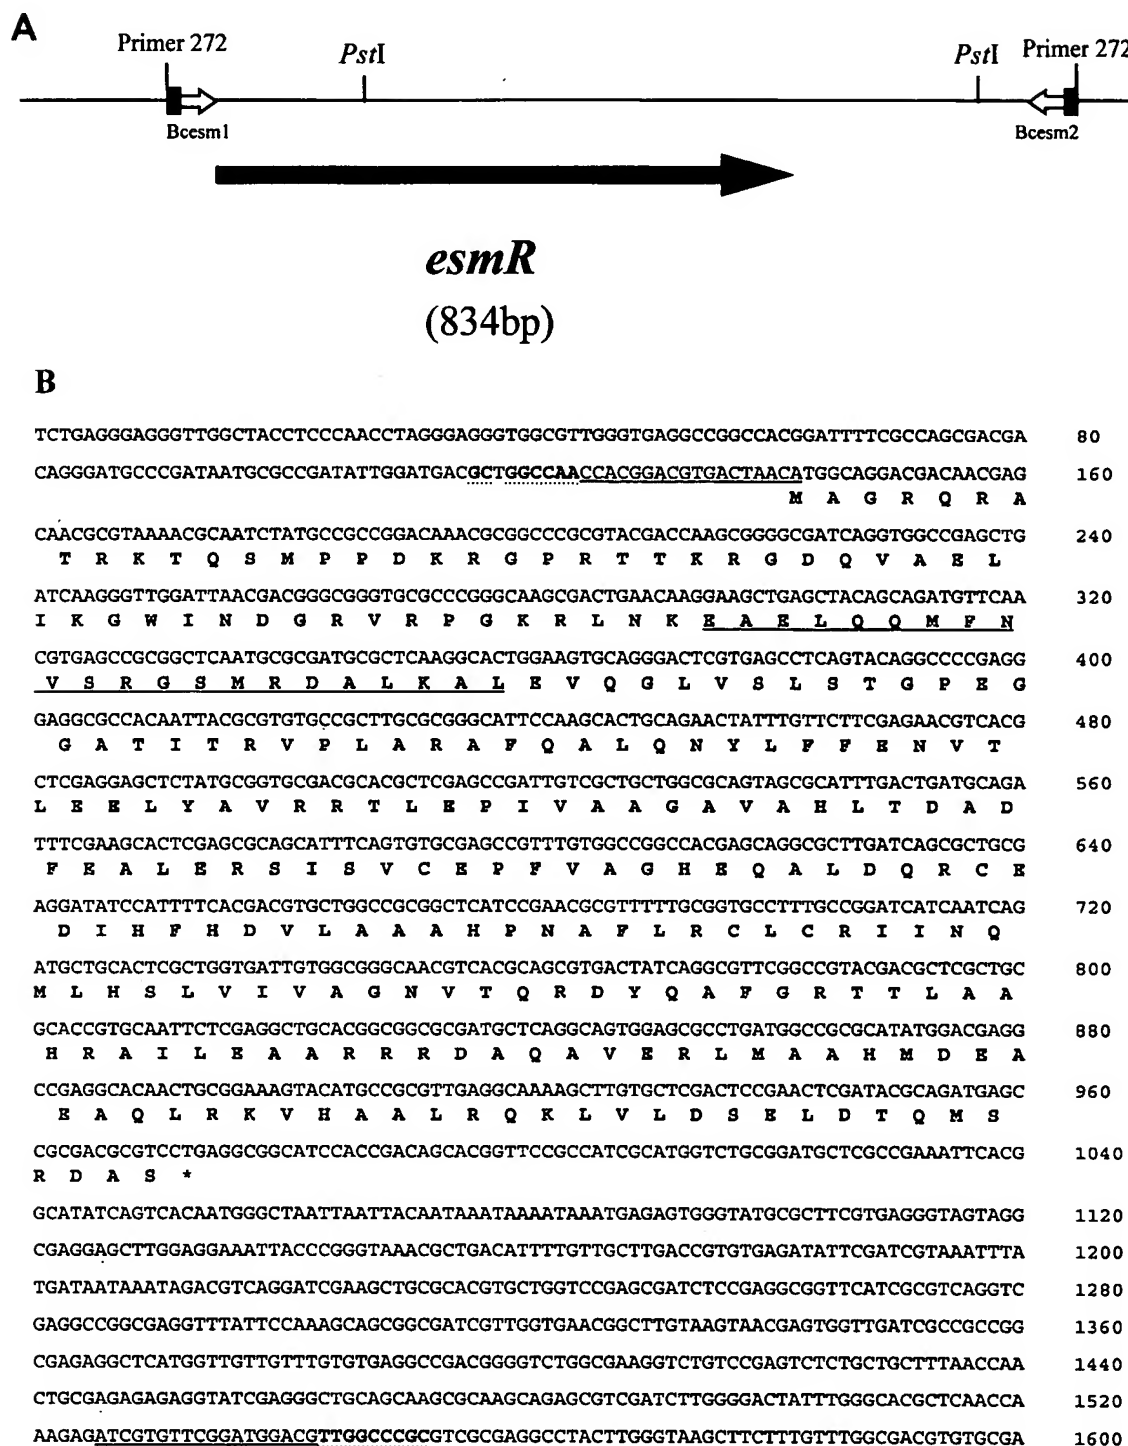 A
Primer 272
PstI
PstI
Primer 272
Bcesm1
Bcesm2
esmR
(834bp)
B
TCTGAGGGAGGGTTGGCTACCTCCCAACCTAGGGAGGGTGGCGTTGGGTGAGGCCGGCCACGGATTTTCGCCAGCGACGA 80
CAGGGATGCCCGATAATGCGCCGATATTGGATGACGCTGGCCAACCACGGACGTGACTAACATGGCAGGACGACAACGAG 160
M A G R Q R A
CAACGCGTAAAACGCAATCTATGCCGCCGGACAAACGCGGCCCGCGTACGACCAAGCGGGGCGATCAGGTGGCCGAGCTG 240
T R K T Q S M P P D K R G P R T T K R G D Q V A E L
ATCAAGGGTTGGATTAACGACGGGCGGGTGCGCCCGGGCAAGCGACTGAACAAGGAAGCTGAGCTACAGCAGATGTTCAA 320
I K G W I N D G R V R P G K R L N K E A E L Q Q M F N
CGTGAGCCGCGGCTCAATGCGCGATGCGCTCAAGGCACTGGAAGTGCAGGGACTCGTGAGCCTCAGTACAGGCCCCGAGG 400
V S R G S M R D A L K A L E V Q G L V S L S T G P E G
GAGGCGCCACAATTACGCGTGTGCCGCTTGCGCGGGCATTCCAAGCACTGCAGAACTATTTGTTCTTCGAGAACGTCACG 480
G A T I T R V P L A R A F Q A L Q N Y L F F E N V T
CTCGAGGAGCTCTATGCGGTGCGACGCACGCTCGAGCCGATTGTCGCTGCTGGCGCAGTAGCGCATTTGACTGATGCAGA 560
L E E L Y A V R R T L E P I V A A G A V A H L T D A D
TTTCGAAGCACTCGAGCGCAGCATTTCAGTGTGCGAGCCGTTTGTGGCCGGCCACGAGCAGGCGCTTGATCAGCGCTGCG 640
F E A L E R S I S V C E P F V A G H E Q A L D Q R C E
AGGATATCCATTTTCACGACGTGCTGGCCGCGGCTCATCCGAACGCGTTTTTGCGGTGCCTTTGCCGGATCATCAATCAG 720
D I H F H D V L A A A H P N A F L R C L C R I I N Q
ATGCTGCACTCGCTGGTGATTGTGGCGGGCAACGTCACGCAGCGTGACTATCAGGCGTTCGGCCGTACGACGCTCGCTGC 800
M L H S L V I V A G N V T Q R D Y Q A F G R T T L A A
GCACCGTGCAATTCTCGAGGCTGCACGGCGGCGCGATGCTCAGGCAGTGGAGCGCCTGATGGCCGCGCATATGGACGAGG 880
H R A I L E A A R R R D A Q A V E R L M A A H M D E A
CCGAGGCACAACTGCGGAAAGTACATGCCGCGTTGAGGCAAAAGCTTGTGCTCGACTCCGAACTCGATACGCAGATGAGC 960
E A Q L R K V H A A L R Q K L V L D S E L D T Q M S
CGCGACGCGTCCTGAGGCGGCATCCACCGACAGCACGGTTCCGCCATCGCATGGTCTGCGGATGCTCGCCGAAATTCACG 1040
R D A S *
GCATATCAGTCACAATGGGCTAATTAATTACAATAAATAAAATAAATGAGAGTGGGTATGCGCTTCGTGAGGGTAGTAGG 1120
CGAGGAGCTTGGAGGAAATTACCCGGGTAAACGCTGACATTTTGTTGCTTGACCGTGTGAGATATTCGATCGTAAATTTA 1200
TGATAATAAATAGACGTCAGGATCGAAGCTGCGCACGTGCTGGTCCGAGCGATCTCCGAGGCGGTTCATCGCGTCAGGTC 1280
GAGGCCGGCGAGGTTTATTCCAAAGCAGCGGCGATCGTTGGTGAACGGCTTGTAAGTAACGAGTGGTTGATCGCCGCCGG 1360
CGAGAGGCTCATGGTTGTTGTTTGTGTGAGGCCGACGGGGTCTGGCGAAGGTCTGTCCGAGTCTCTGCTGCTTTAACCAA 1440
CTGCGAGAGAGAGGTATCGAGGGCTGCAGCAAGCGCAAGCAGAGCGTCGATCTTGGGGACTATTTGGGCACGCTCAACCA 1520
AAGAGATCGTGTTCGGATGGACGTTGGCCCGCGTCGCGAGGCCTACTTGGGTAAGCTTCTTTGTTTGGCGACGTGTGCGA 1600